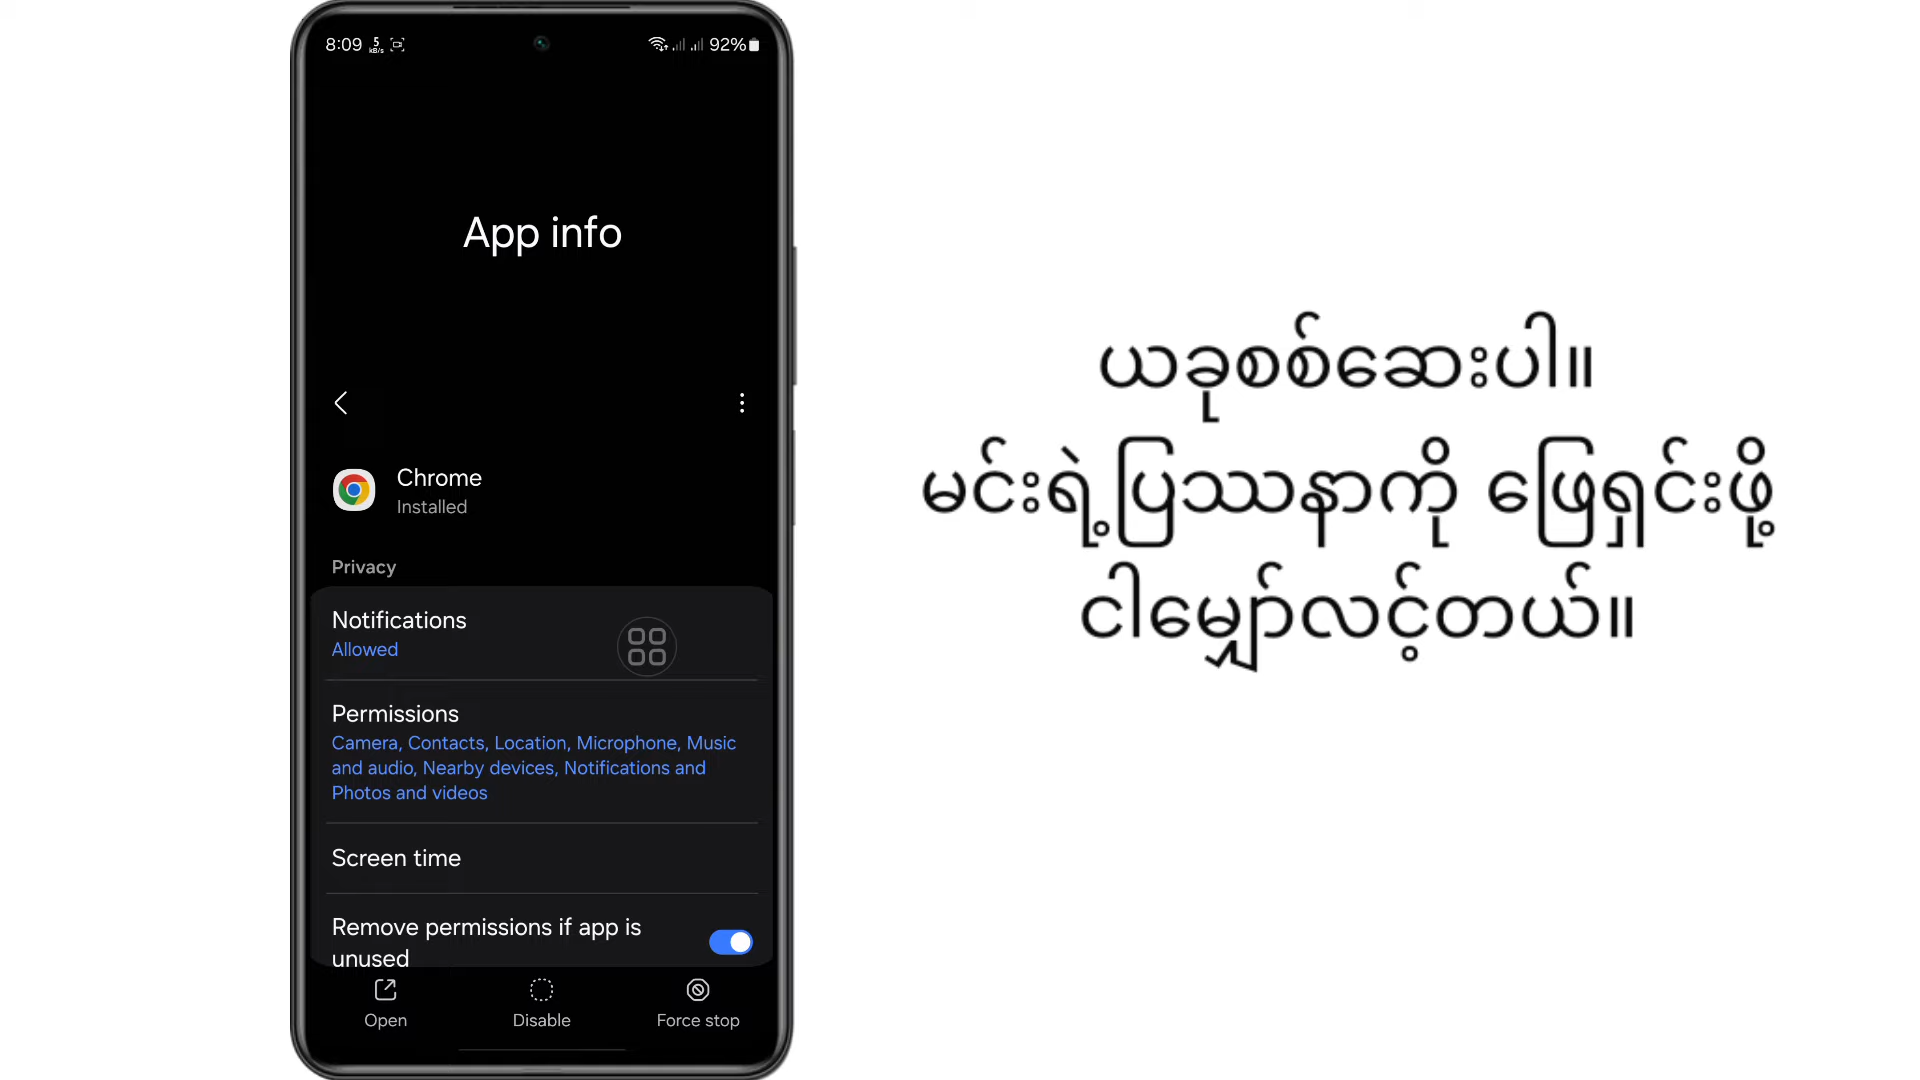 8:09 5 kB/s 92%
App info
Chrome
Installed
Privacy
Notifications
Allowed
Permissions
Camera, Contacts, Location, Microphone, Music
and audio, Nearby devices, Notifications and
Photos and videos
Screen time
Remove permissions if app is
unused
Open Disable Force stop
ယခုစစ်ဆေးပါ။
မင်းရဲ့ပြဿနာကို ဖြေရှင်းဖို့
ငါမျှော်လင့်တယ်။